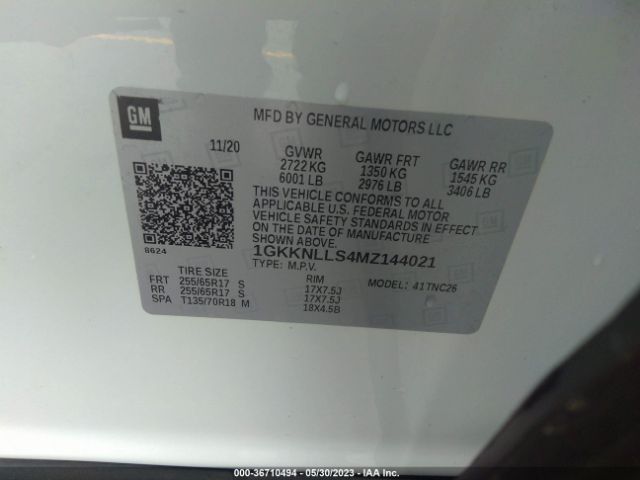 GM
MFD BY GENERAL MOTORS LLC
11/20 GVWR GAWR FRT GAWR RR
2722 KG 1350 KG 1545 KG
6001 LB 2976 LB 3406 LB
THIS VEHICLE CONFORMS TO ALL
APPLICABLE U.S. FEDERAL MOTOR
VEHICLE SAFETY STANDARDS IN EFFECT
ON THE DATE OF MANUFACTURE
SHOWN ABOVE.
8624
1GKKNLLS4MZ144021
TYPE: M.P.V. MODEL: 41TNC26
TIRE SIZE RIM
FRT 255/65R17 S 17X7.5J
RR 255/65R17 S 17X7.5J
SPA T135/70R18 M 18X4.5B
000-36710494 - 05/30/2023 - IAA Inc.